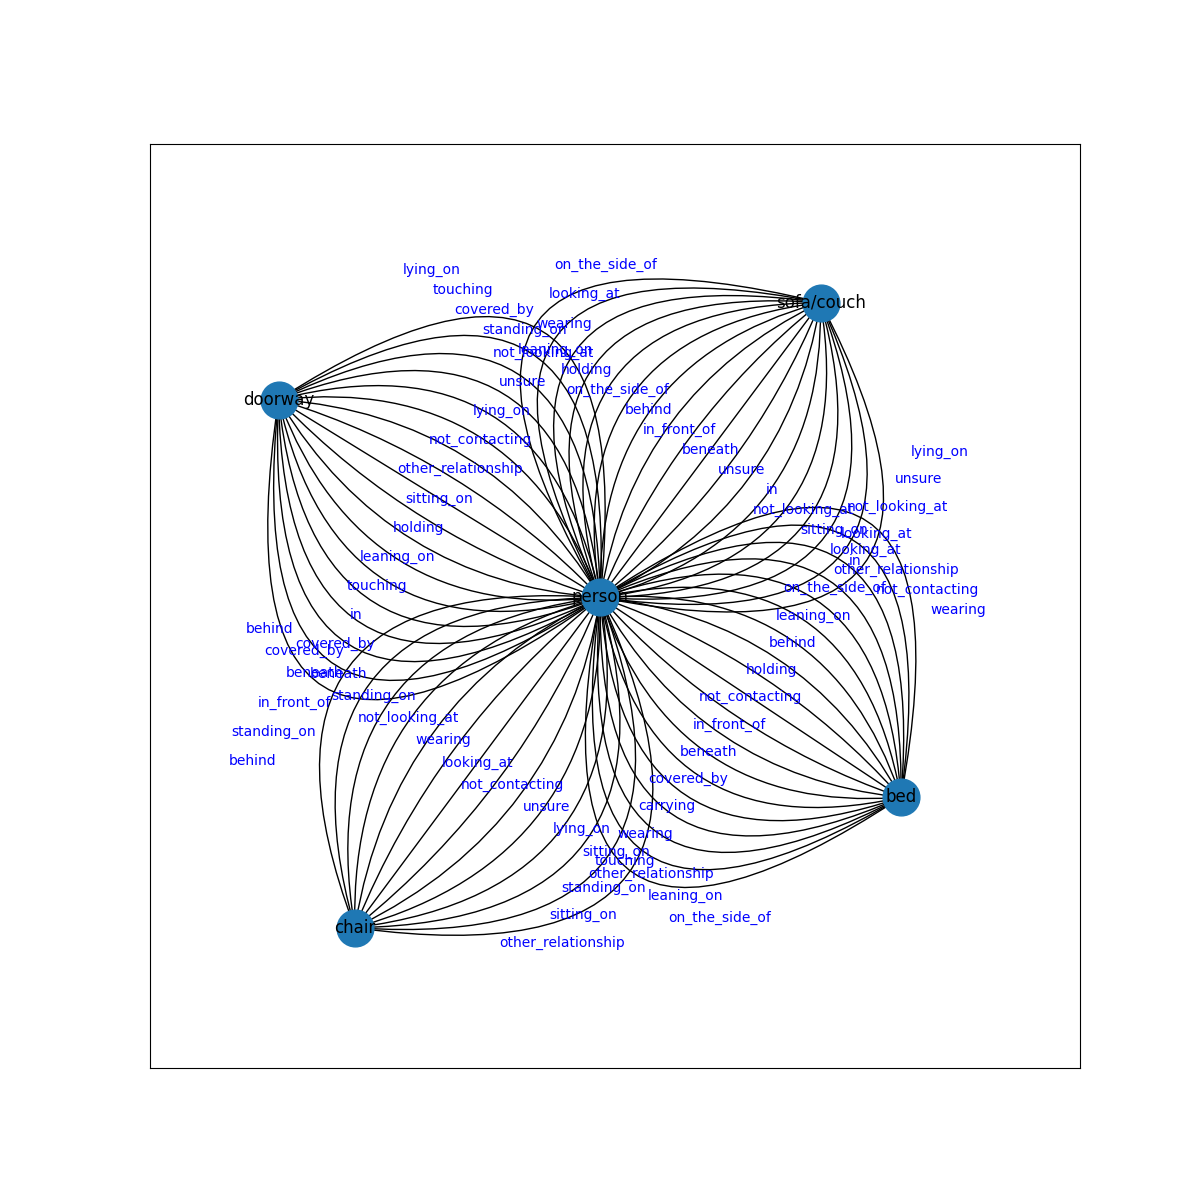 on_the_side_of
lying_on
touching
looking_at
sofa/couch
covered_by
wearing
standing_on
leaning_on
not_looking_at
holding
unsure
on_the_side_of
doorway
lying_on
behind
in_front_of
not_contacting
beneath
lying_on
other_relationship
unsure
unsure
in
sitting_on
not_looking_at
not_looking_at
holding
sitting_on
looking_at
looking_at
leaning_on
in
other_relationship
touching
on_the_side_of
not_contacting
person
wearing
in
leaning_on
behind
covered_by
behind
covered_by
beneath
beneath
holding
standing_on
not_contacting
in_front_of
not_looking_at
in_front_of
standing_on
wearing
beneath
behind
looking_at
covered_by
not_contacting
bed
unsure
carrying
lying_on
wearing
sitting_on
touching
other_relationship
standing_on
leaning_on
sitting_on
on_the_side_of
chair
other_relationship